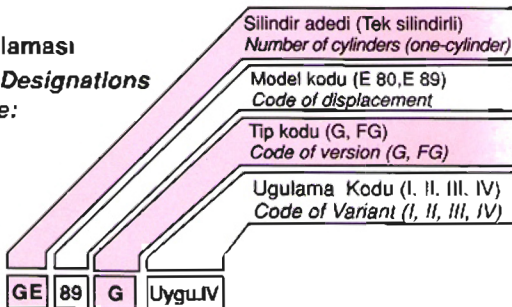 Silindir adedi (Tek silindirli)
Number of cylinders (one-cylinder)
laması
Designations
e:
Model kodu (E 80,E 89)
Code of displacement
Tip kodu (G, FG)
Code of version (G, FG)
Ugulama Kodu (I. II. III. IV)
Code of Variant (I, II, III, IV)
GE 89 G Uygu.IV